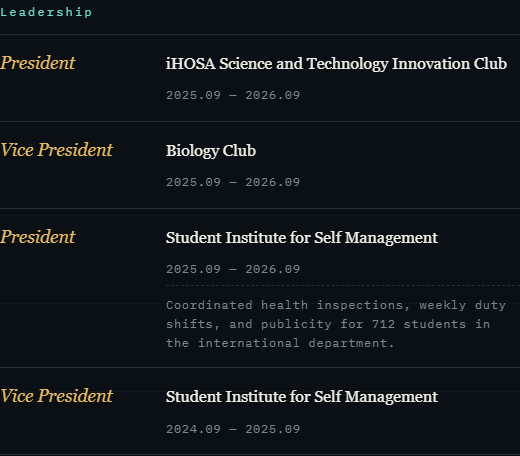 Leadership
President
iHOSA Science and Technology Innovation Club
2025.09 — 2026.09
Vice President
Biology Club
2025.09 — 2026.09
President
Student Institute for Self Management
2025.09 — 2026.09
Coordinated health inspections, weekly duty
shifts, and publicity for 712 students in
the international department.
Vice President
Student Institute for Self Management
2024.09 — 2025.09